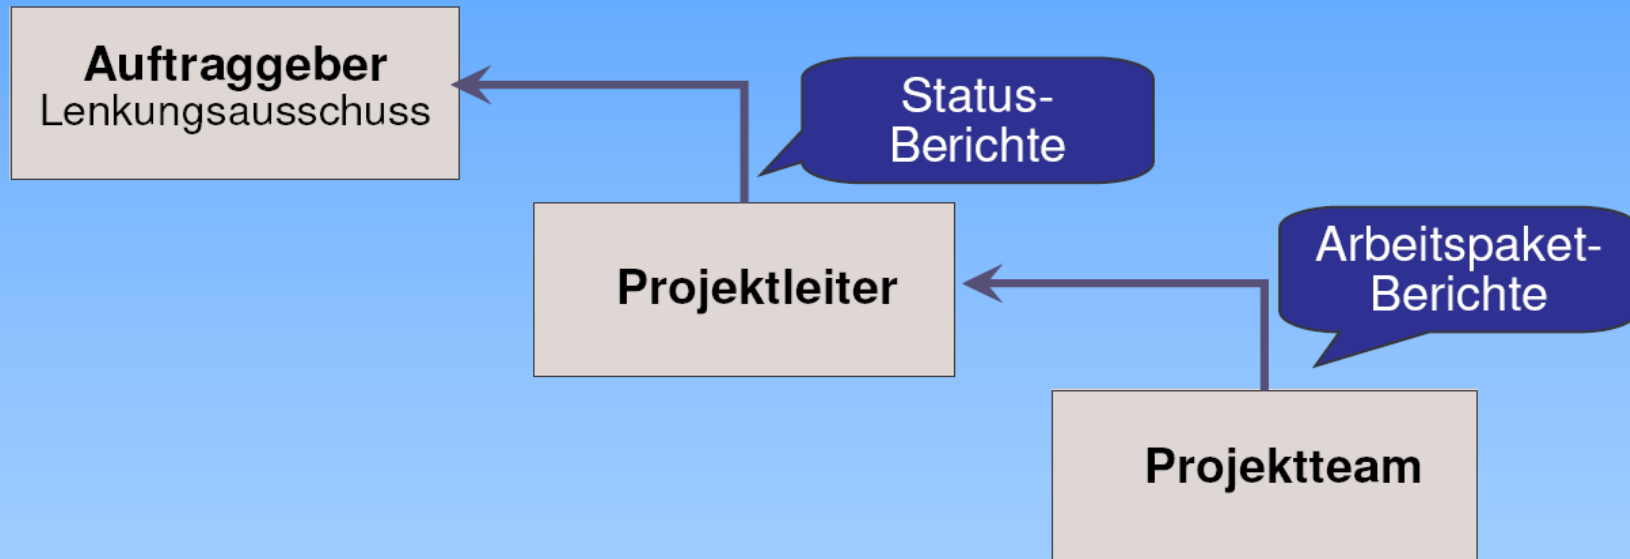 Auftraggeber
Lenkungsausschuss
Status-
Berichte
Projektleiter
Arbeitspaket-
Berichte
Projektteam